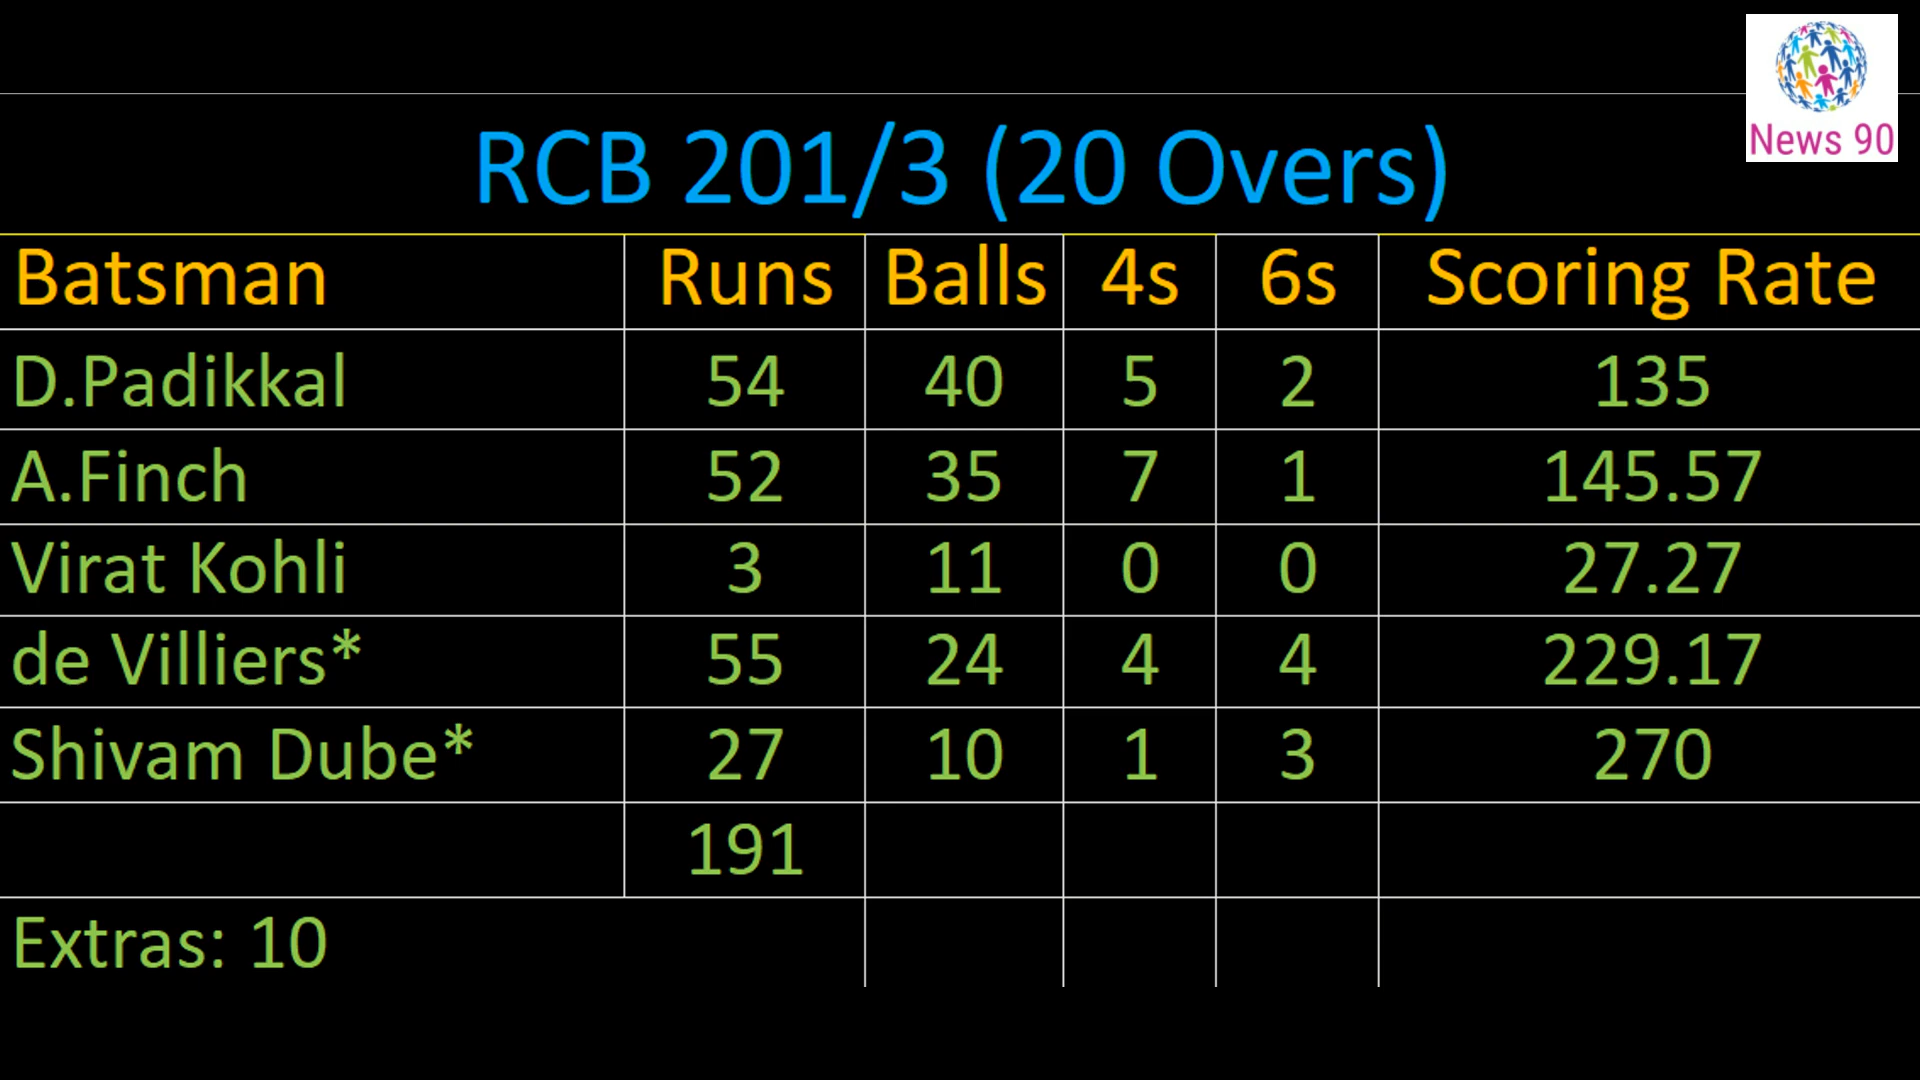 News 90
RCB 201/3 (20 Overs)
Batsman Runs Balls 4s 6s Scoring Rate
D.Padikkal 54 40 5 2 135
A.Finch 52 35 7 1 145.57
Virat Kohli 3 11 0 0 27.27
de Villiers* 55 24 4 4 229.17
Shivam Dube* 27 10 1 3 270
191
Extras: 10